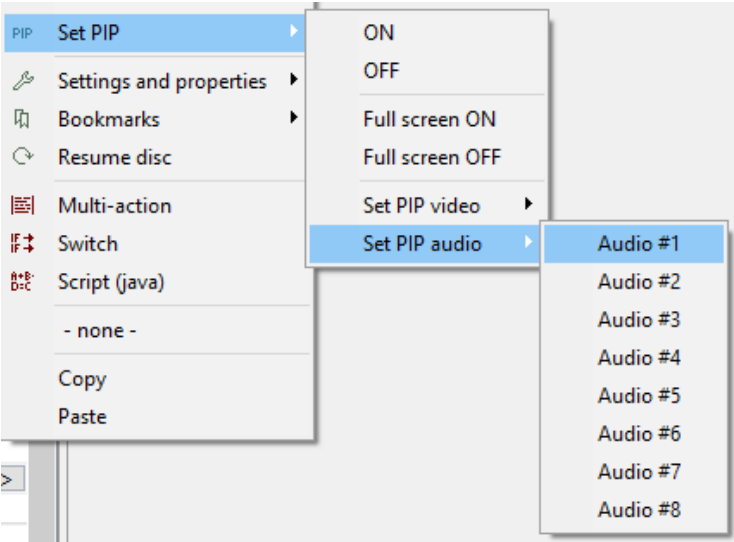 PIP Set PIP
Settings and properties
Bookmarks
Resume disc
Multi-action
IF IF Switch
A+B· D=C Script (java)
- none -
Copy
Paste
>
ON
OFF
Full screen ON
Full screen OFF
Set PIP video
Set PIP audio
Audio #1
Audio #2
Audio #3
Audio #4
Audio #5
Audio #6
Audio #7
Audio #8